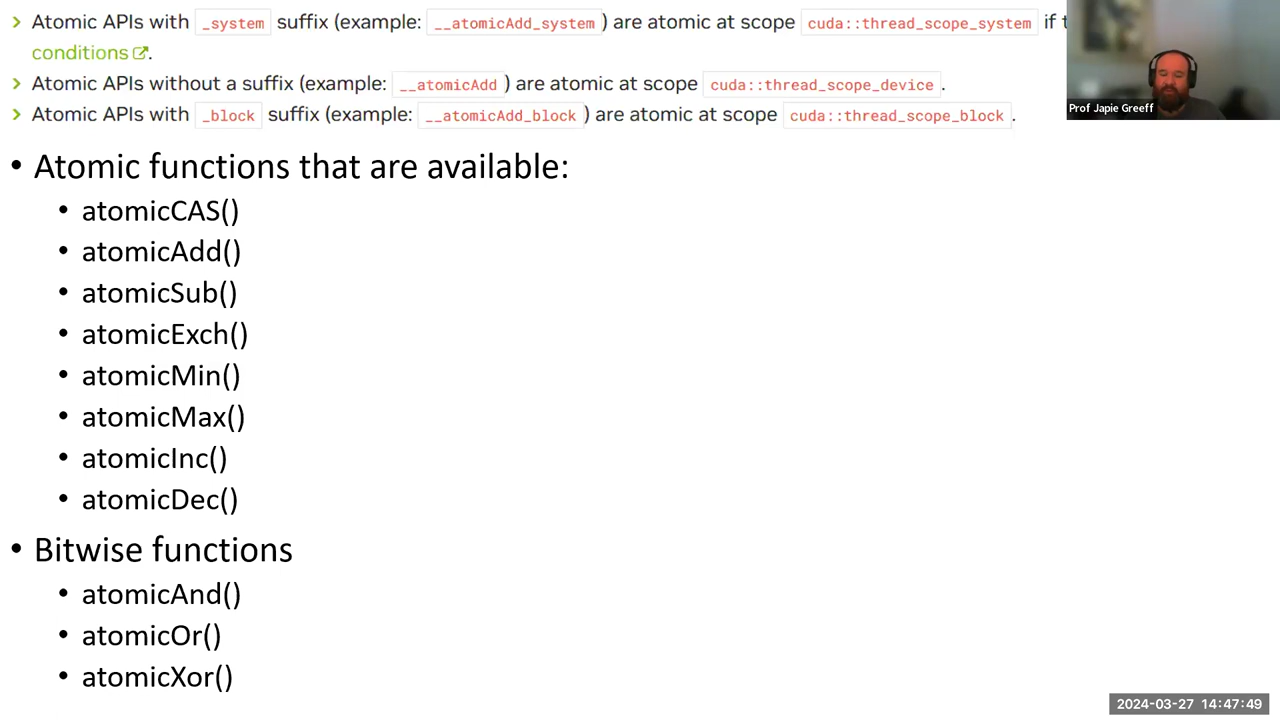 > Atomic APIs with _system suffix (example: __atomicAdd_system) are atomic at scope cuda::thread_scope_system if
conditions.
> Atomic APIs without a suffix (example: __atomicAdd) are atomic at scope cuda::thread_scope_device.
> Atomic APIs with _block suffix (example: __atomicAdd_block) are atomic at scope cuda::thread_scope_block.
Prof Japie Greeff
• Atomic functions that are available:
• atomicCAS()
• atomicAdd()
• atomicSub()
• atomicExch()
• atomicMin()
• atomicMax()
• atomicInc()
• atomicDec()
• Bitwise functions
• atomicAnd()
• atomicOr()
• atomicXor()
2024-03-27 14:47:49